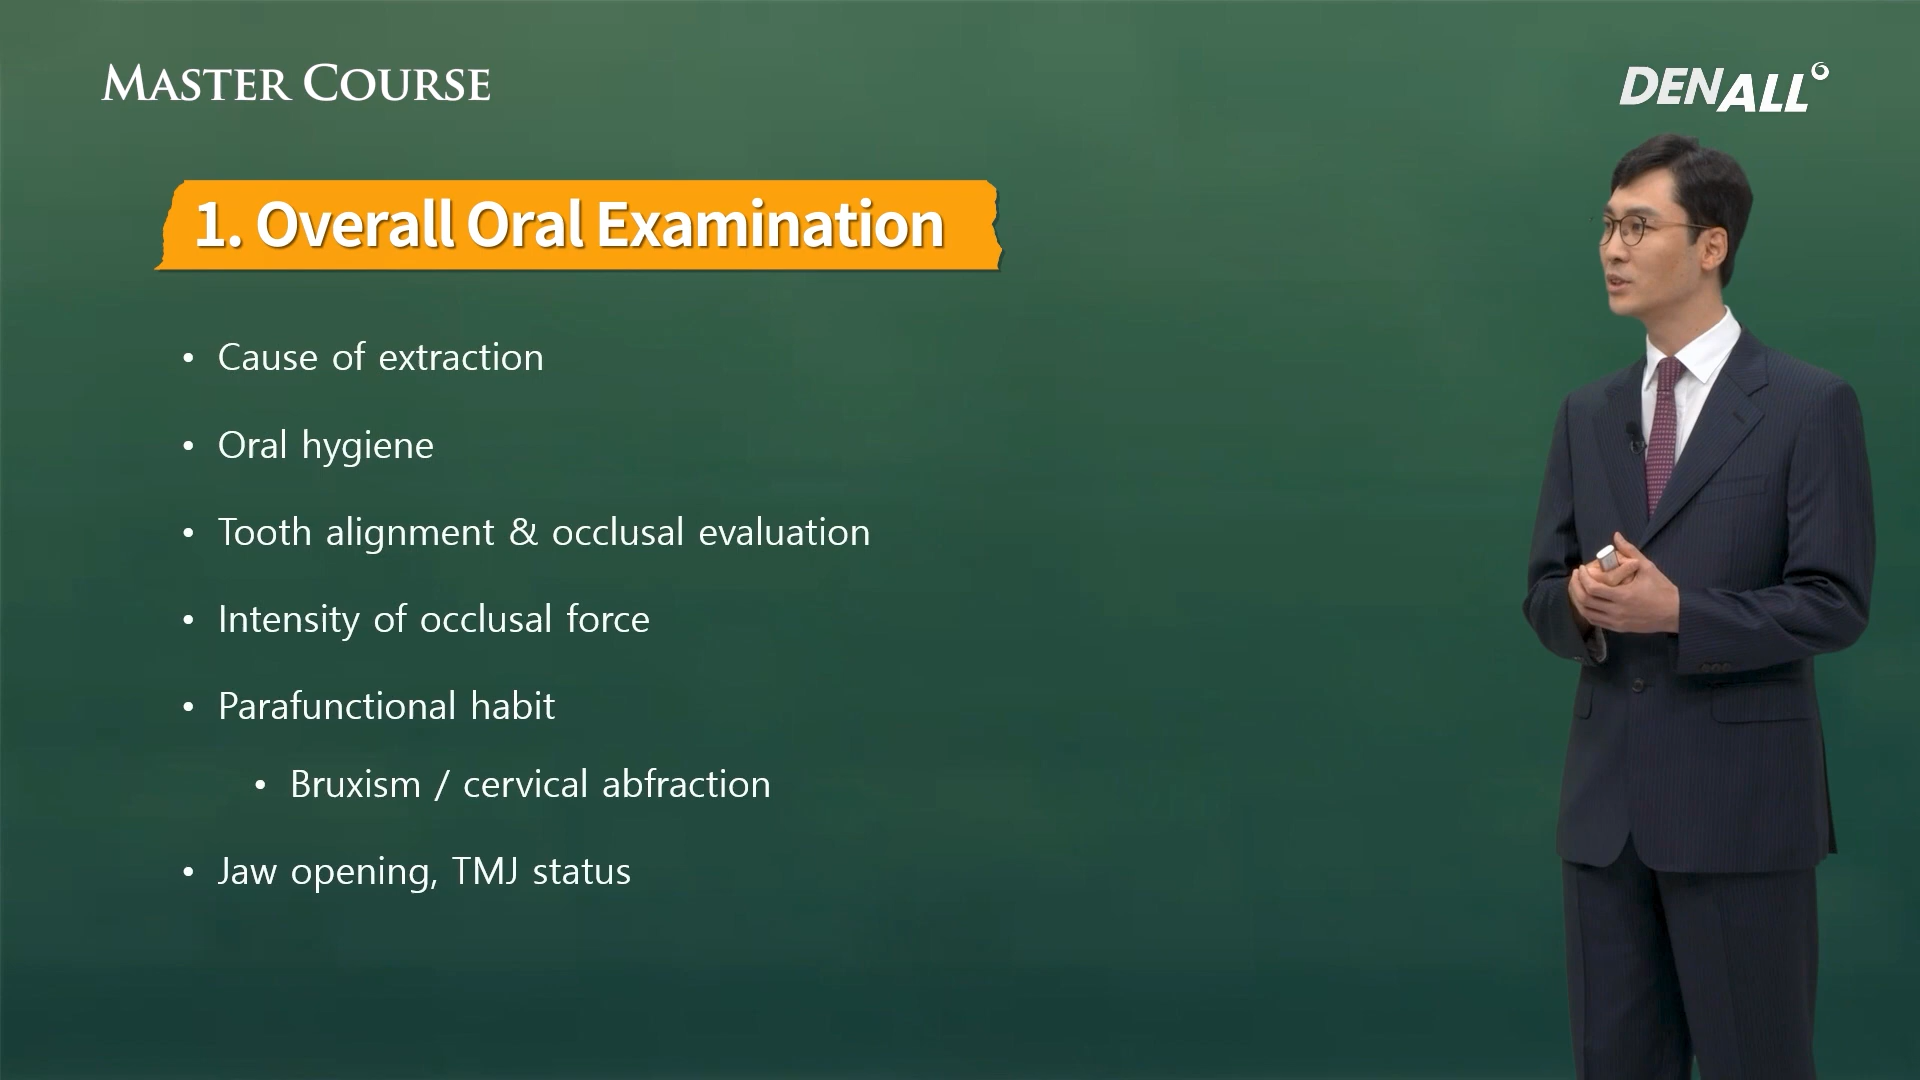 MASTER COURSE
DENALL
1. Overall Oral Examination
• Cause of extraction
• Oral hygiene
• Tooth alignment & occlusal evaluation
• Intensity of occlusal force
• Parafunctional habit
• Bruxism / cervical abfraction
• Jaw opening, TMJ status